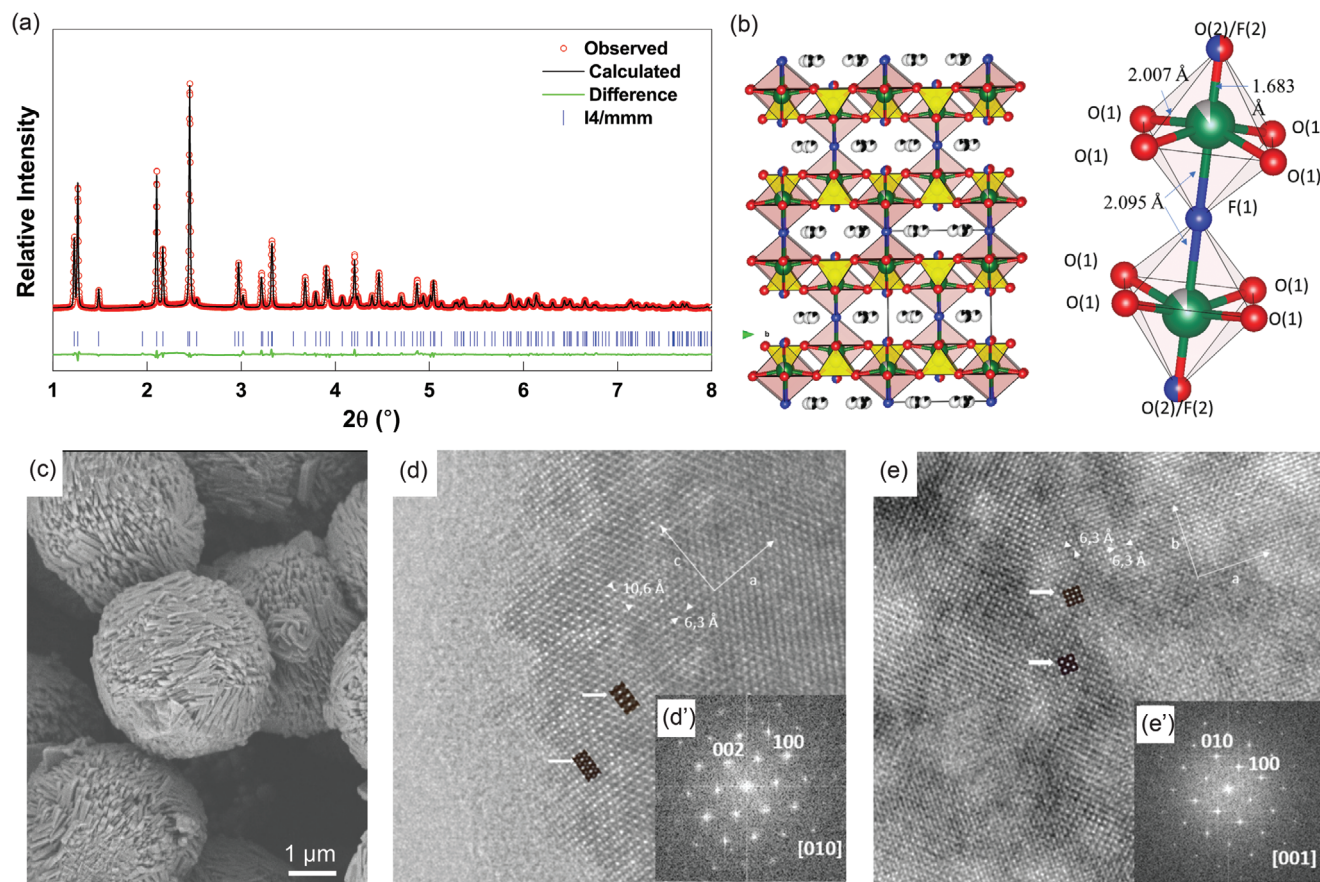 (a)
Observed
Calculated
Difference
I4/mmm
Relative Intensity
1 2 3 4 5 6 7 8
2θ (°)
(b)
b
O(2)/F(2)
2.007 Å
1.683
Å
O(1)
O(1)
O(1)
O(1)
2.095 Å
F(1)
O(1)
O(1)
O(1)
O(1)
O(2)/F(2)
(c)
1 μm
(d)
c
a
10,6 Å
6,3 Å
(d')
002
100
[010]
(e)
6,3 Å
b
6,3 Å
a
(e')
010
100
[001]